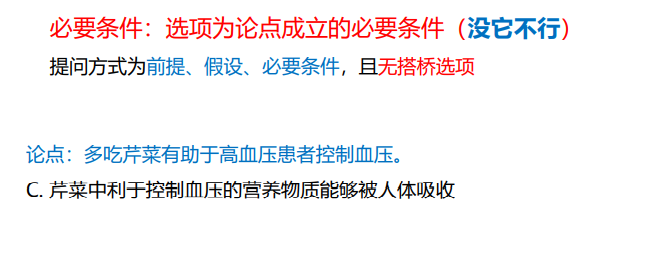 必要条件：选项为论点成立的必要条件（没它不行）
提问方式为前提、假设、必要条件，且无搭桥选项
论点：多吃芹菜有助于高血压患者控制血压。
C. 芹菜中利于控制血压的营养物质能够被人体吸收